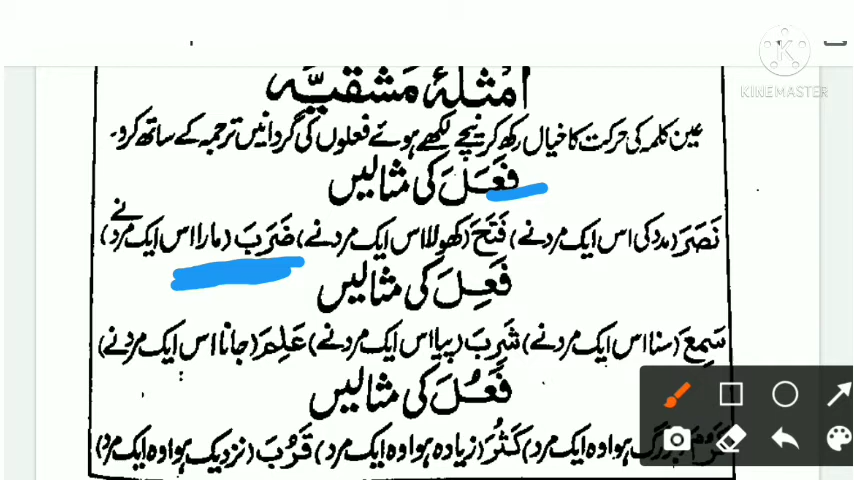 KINEMASTER
امثلۂ مشقیہ
عین کلمہ کی حرکت کا خیال رکھ کر نیچے لکھے ہوئے فعلوں کی گردانیں ترجمہ کے ساتھ کرو۔
فَعَلَ کی مثالیں
نَصَرَ (مدد کی اس ایک مرد نے) فَتَحَ (کھولا اس ایک مرد نے) ضَرَبَ (مارا اس ایک مرد نے)
فَعِلَ کی مثالیں
سَمِعَ (سنا اس ایک مرد نے) شَرِبَ (پیا اس ایک مرد نے) عَلِمَ (جانا اس ایک مرد نے)
فَعُلَ کی مثالیں
ہوا وہ ایک مرد) كَثُرَ (زیادہ ہوا وہ ایک مرد) قَرُبَ (نزدیک ہوا وہ ایک مرد)